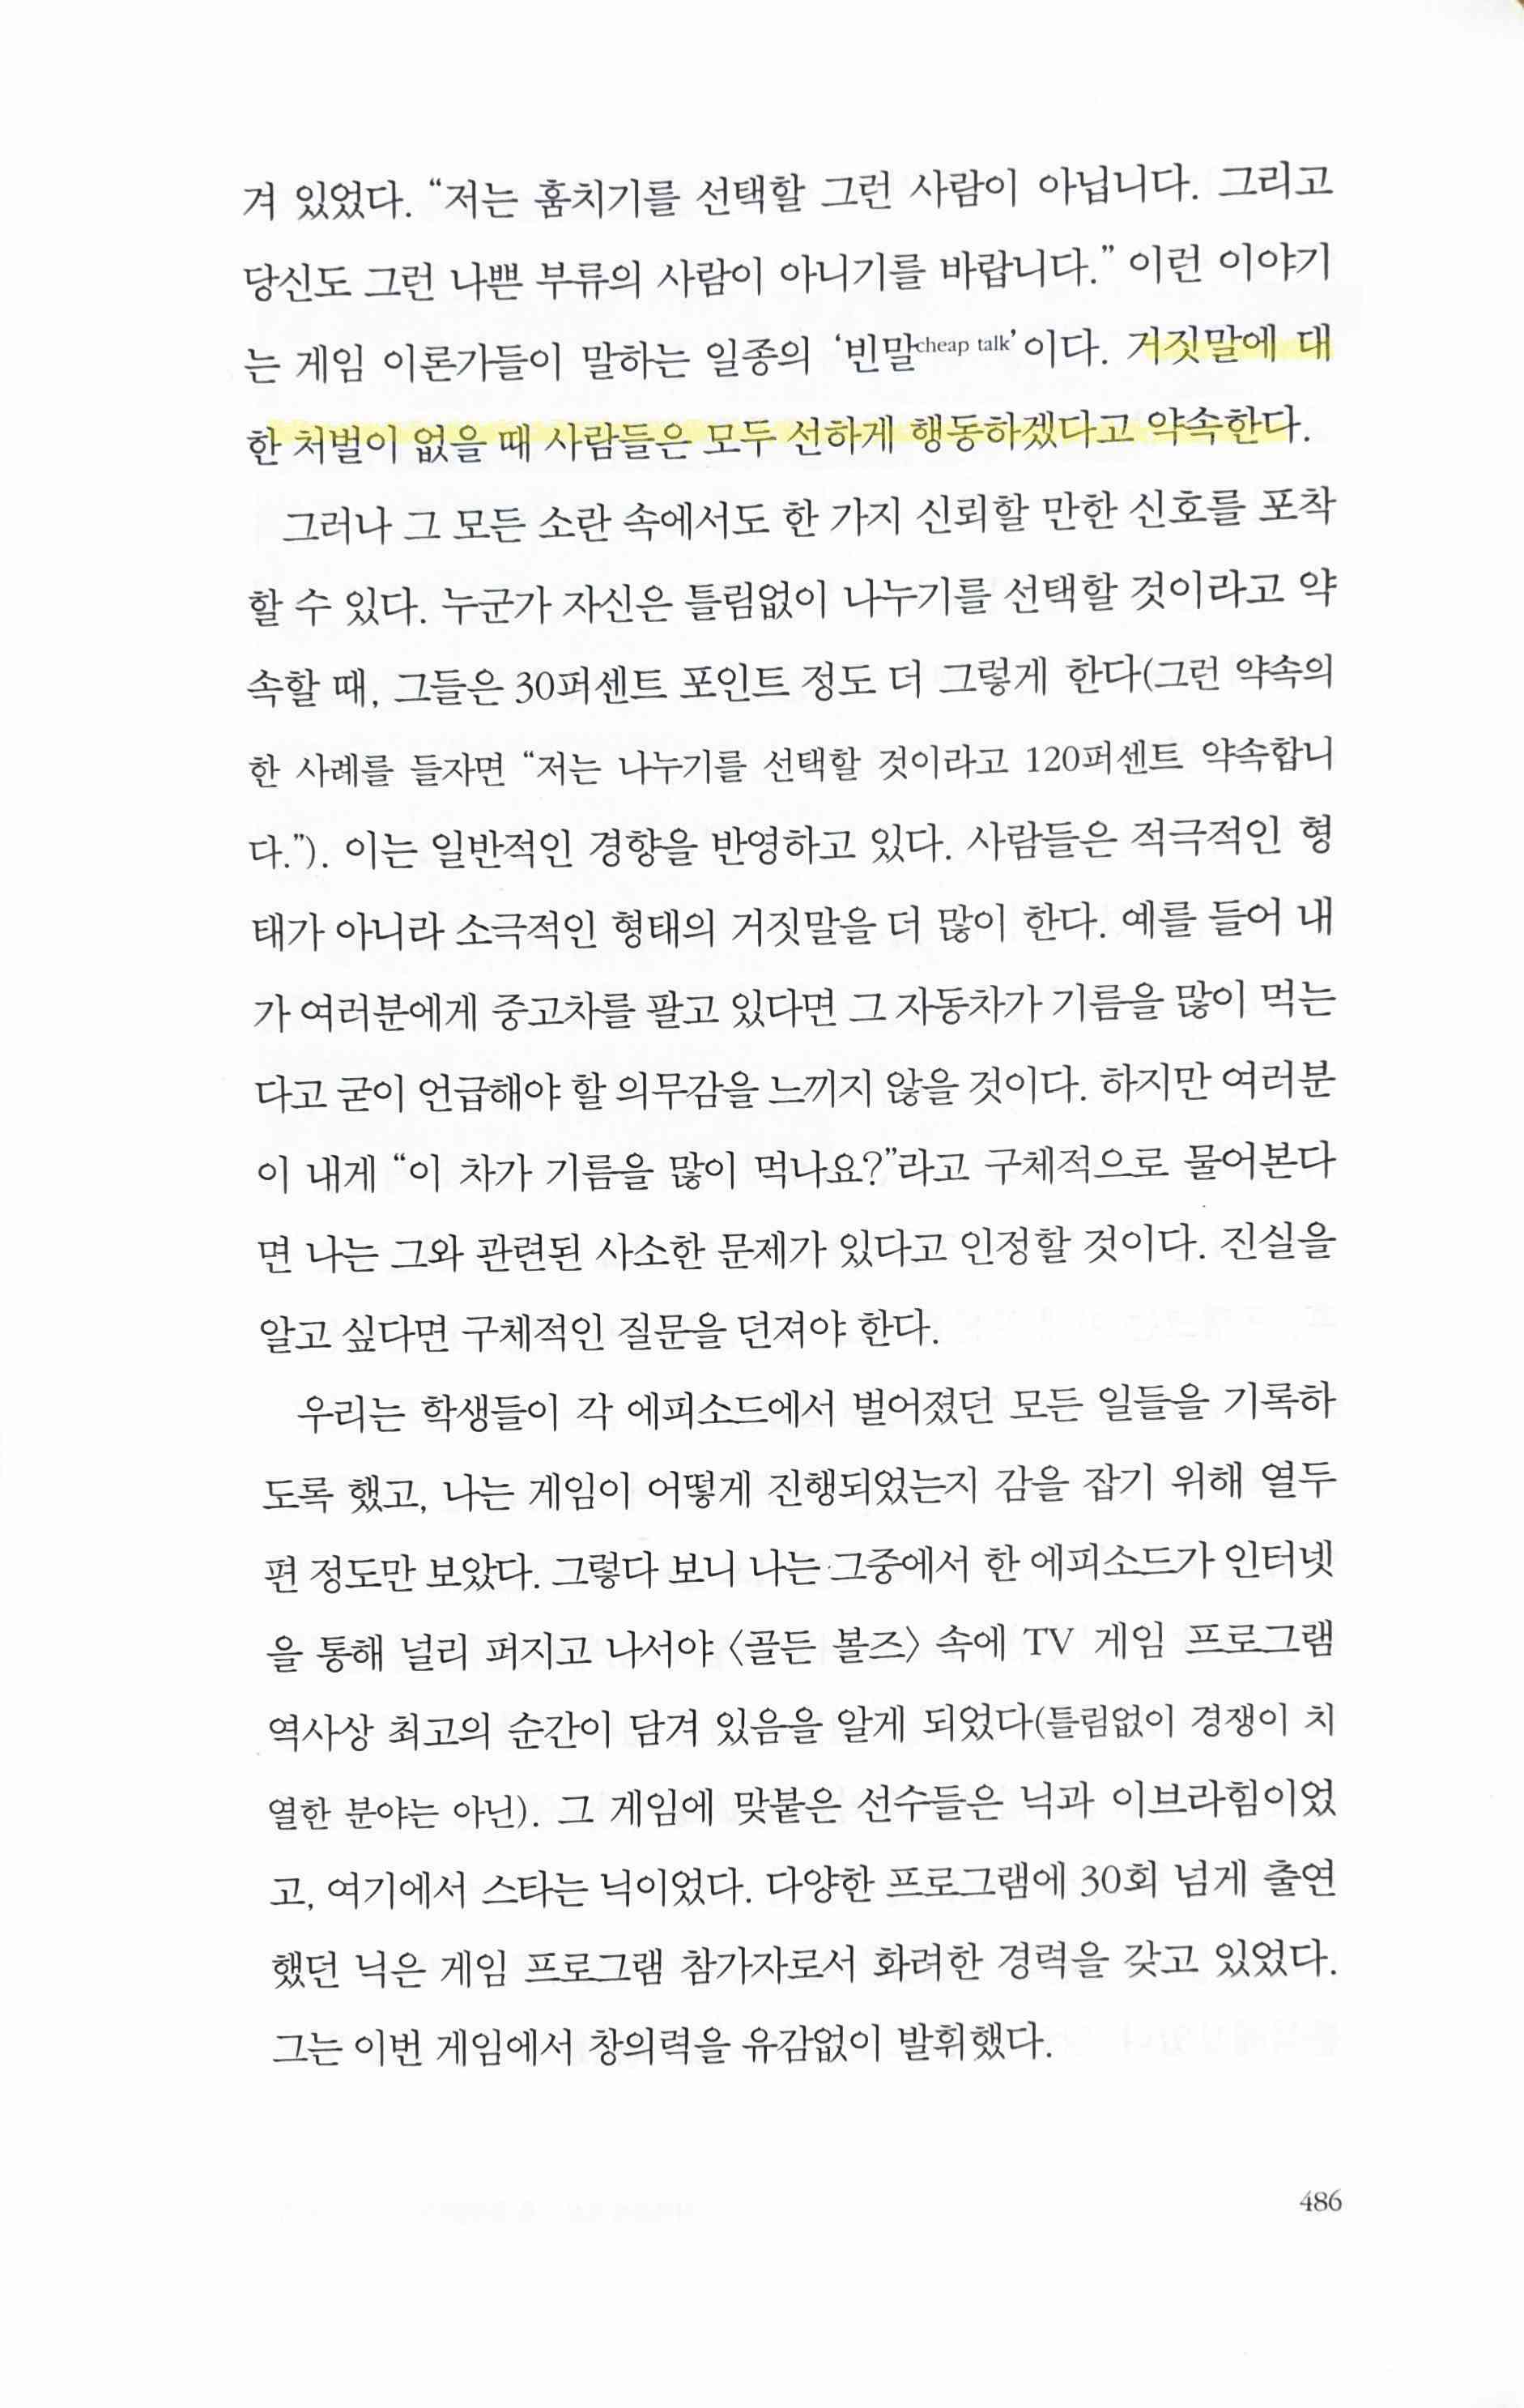 겨 있었다. “저는 훔치기를 선택할 그런 사람이 아닙니다. 그리고
당신도 그런 나쁜 부류의 사람이 아니기를 바랍니다.” 이런 이야기
는 게임 이론가들이 말하는 일종의 ‘빈말cheap talk’이다. 거짓말에 대
한 처벌이 없을 때 사람들은 모두 선하게 행동하겠다고 약속한다.
그러나 그 모든 소란 속에서도 한 가지 신뢰할 만한 신호를 포착
할 수 있다. 누군가 자신은 틀림없이 나누기를 선택할 것이라고 약
속할 때, 그들은 30퍼센트 포인트 정도 더 그렇게 한다(그런 약속의
한 사례를 들자면 “저는 나누기를 선택할 것이라고 120퍼센트 약속합니
다.”). 이는 일반적인 경향을 반영하고 있다. 사람들은 적극적인 형
태가 아니라 소극적인 형태의 거짓말을 더 많이 한다. 예를 들어 내
가 여러분에게 중고차를 팔고 있다면 그 자동차가 기름을 많이 먹는
다고 굳이 언급해야 할 의무감을 느끼지 않을 것이다. 하지만 여러분
이 내게 “이 차가 기름을 많이 먹나요?”라고 구체적으로 물어본다
면 나는 그와 관련된 사소한 문제가 있다고 인정할 것이다. 진실을
알고 싶다면 구체적인 질문을 던져야 한다.
우리는 학생들이 각 에피소드에서 벌어졌던 모든 일들을 기록하
도록 했고, 나는 게임이 어떻게 진행되었는지 감을 잡기 위해 열두
편 정도만 보았다. 그렇다 보니 나는 그중에서 한 에피소드가 인터넷
을 통해 널리 퍼지고 나서야 〈골든 볼즈〉 속에 TV 게임 프로그램
역사상 최고의 순간이 담겨 있음을 알게 되었다(틀림없이 경쟁이 치
열한 분야는 아닌). 그 게임에 맞붙은 선수들은 닉과 이브라힘이었
고, 여기에서 스타는 닉이었다. 다양한 프로그램에 30회 넘게 출연
했던 닉은 게임 프로그램 참가자로서 화려한 경력을 갖고 있었다.
그는 이번 게임에서 창의력을 유감없이 발휘했다.
486